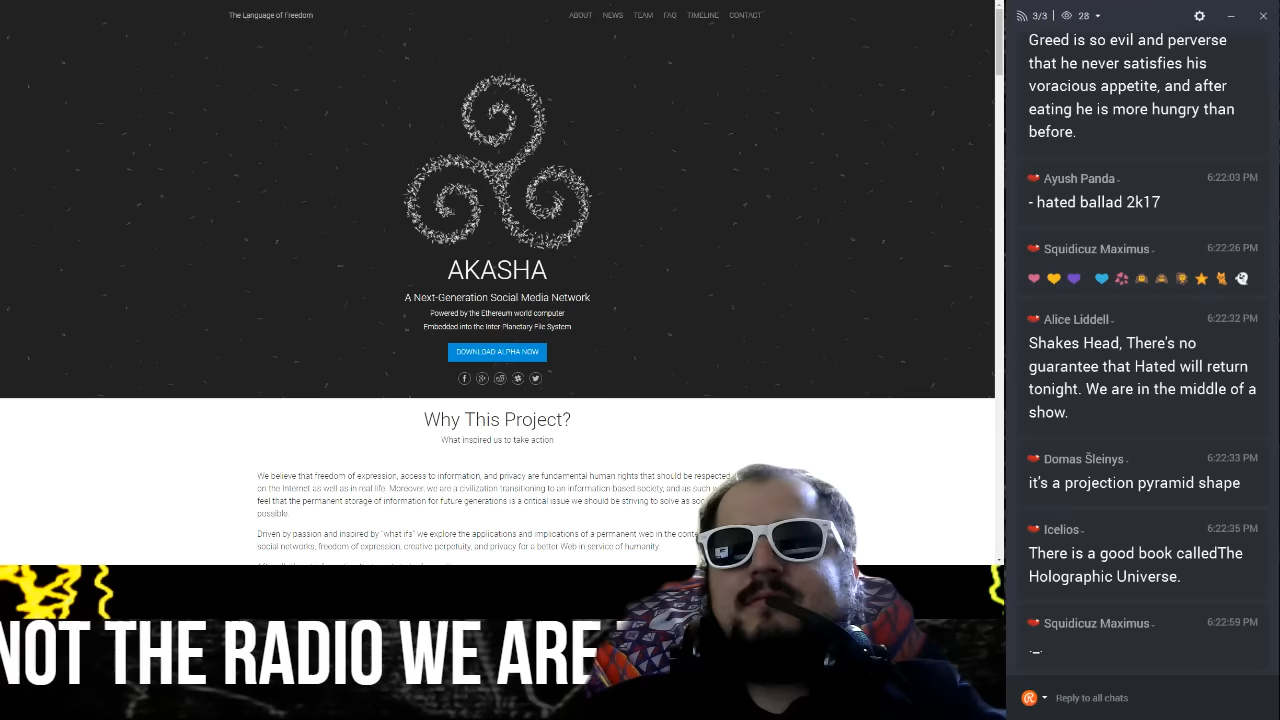 The Language of Freedom
ABOUT NEWS TEAM FAQ TIMELINE CONTACT
AKASHA
A Next-Generation Social Media Network
Powered by the Ethereum world computer
Embedded into the Inter-Planetary File System
DOWNLOAD ALPHA NOW
Why This Project?
What inspired us to take action
We believe that freedom of expression, access to information, and privacy are fundamental human rights that should be respected
on the Internet as well as in real life. Moreover, we are a civilization transitioning to an information based society, and as such
feel that the permanent storage of information for future generations is a critical issue we should be striving to solve as
possible.
Driven by passion and inspired by "what ifs" we explore the applications and implications of a permanent web in the
social networks, freedom of expression, creative perpetuity, and privacy for a better Web in service of humanity.
NOT THE RADIO WE ARE
3/3 28
Greed is so evil and perverse
that he never satisfies his
voracious appetite, and after
eating he is more hungry than
before.
Ayush Panda 6:22:03 PM
- hated ballad 2k17
Squidicuz Maximus 6:22:26 PM
Alice Liddell 6:22:32 PM
Shakes Head, There's no
guarantee that Hated will return
tonight. We are in the middle of a
show.
Domas Šleinys 6:22:33 PM
it's a projection pyramid shape
Icelios 6:22:35 PM
There is a good book calledThe
Holographic Universe.
Squidicuz Maximus 6:22:59 PM
._.
Reply to all chats